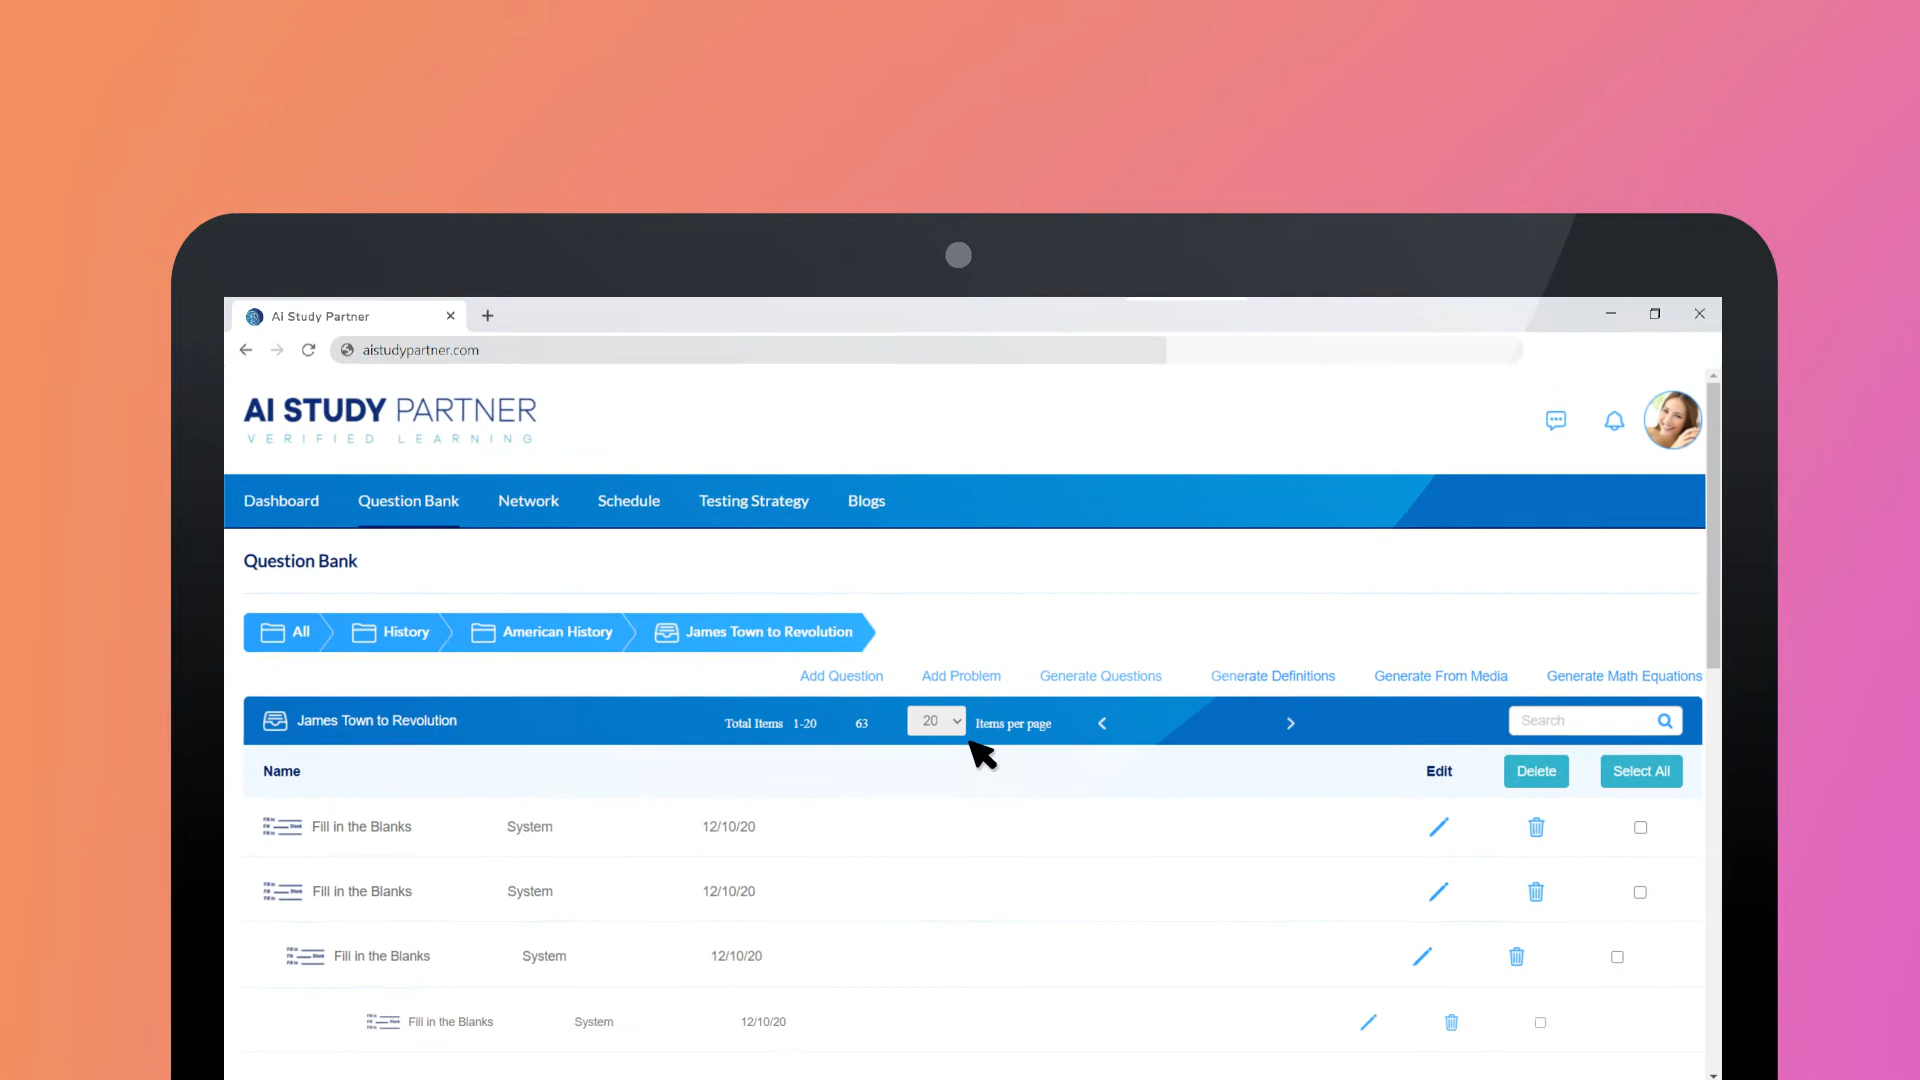 Ai Study Partner
aistudypartner.com
AI STUDY PARTNER
VERIFIED LEARNING
Dashboard Question Bank Network Schedule Testing Strategy Blogs
Question Bank
All History American History James Town to Revolution
Add Question Add Problem Generate Questions Generate Definitions Generate From Media Generate Math Equations
James Town to Revolution Total Items 1-20 63 20 Items per page Search
Name Edit Delete Select All
Fill in the Blanks System 12/10/20
Fill in the Blanks System 12/10/20
Fill in the Blanks System 12/10/20
Fill in the Blanks System 12/10/20